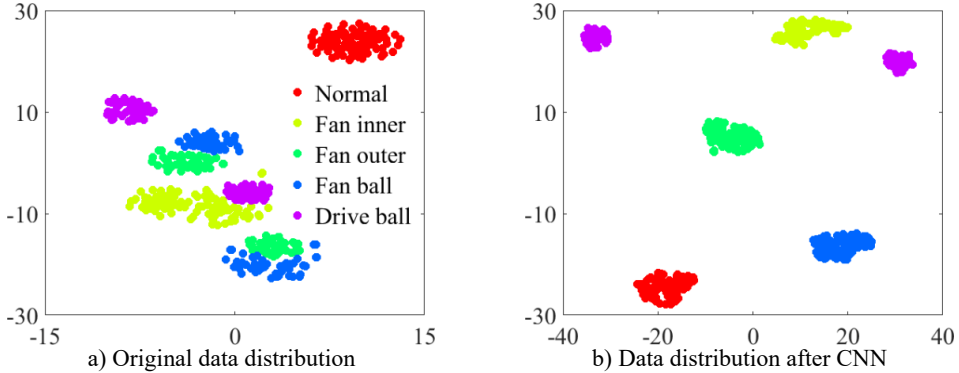 30
10
-10
-30
-15
0
15
Normal
Fan inner
Fan outer
Fan ball
Drive ball
a) Original data distribution
30
10
-10
-30
-40
-20
0
20
40
b) Data distribution after CNN